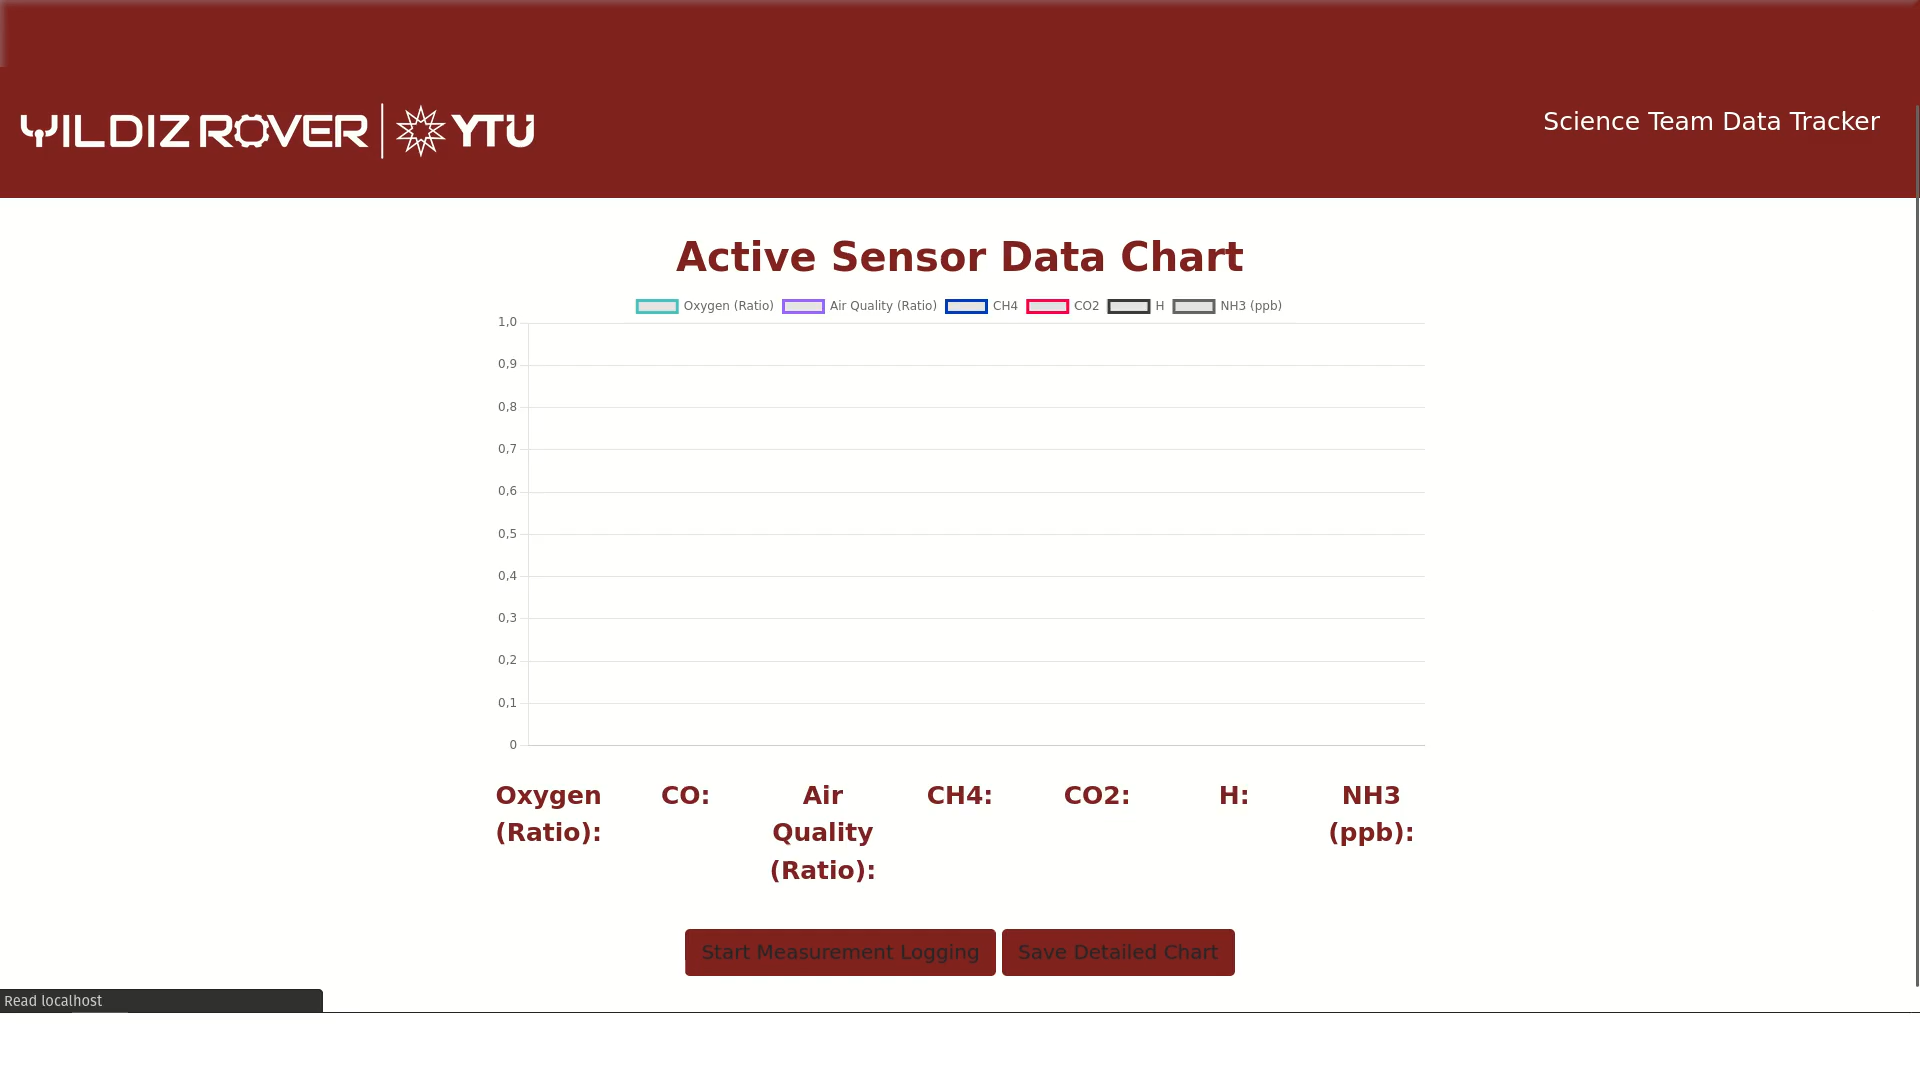 YILDIZ ROVER YTÜ
Science Team Data Tracker
Active Sensor Data Chart
Oxygen (Ratio) Air Quality (Ratio) CH4 CO2 H NH3 (ppb)
1,0
0,9
0,8
0,7
0,6
0,5
0,4
0,3
0,2
0,1
0
Oxygen
(Ratio):
CO:
Air
Quality
(Ratio):
CH4:
CO2:
H:
NH3
(ppb):
Start Measurement Logging
Save Detailed Chart
Read localhost